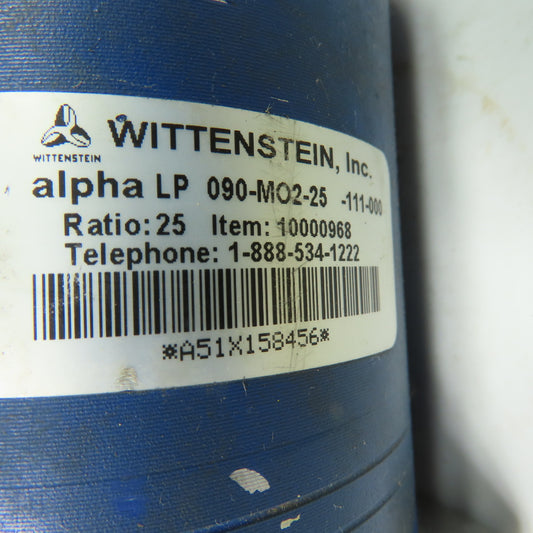 WITTENSTEIN
WITTENSTEIN, Inc.
alpha LP 090-MO2-25 -111-000
Ratio: 25 Item: 10000968
Telephone: 1-888-534-1222
*A51X158456*